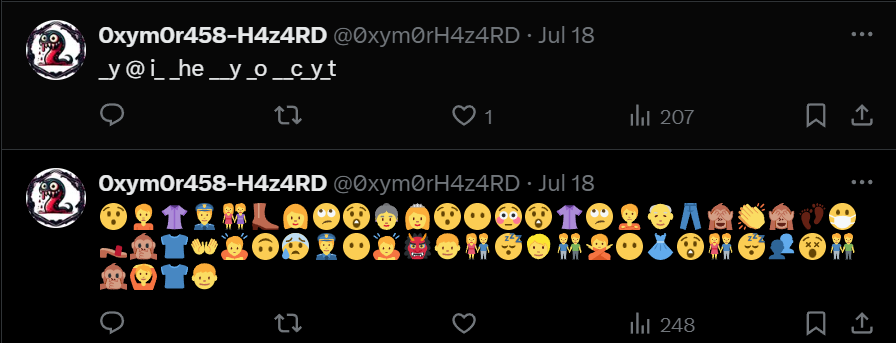 0xym0r458-H4z4RD @0xym0rH4z4RD · Jul 18
_y @ i_ _he __y _o __c_y_t
1 207
0xym0r458-H4z4RD @0xym0rH4z4RD · Jul 18
😯🙎👚👮👭👢👩🙄😲👵👸😯😶😳😲👚🙄🙎👴👖🙈👏🙈👣😷
👡🙊👕👐🙇🙃😰👮😶🙇👹👨👫😴👱👬🙅😶👗😲👫😴👥😵👬
🙊🙆👕👨
248